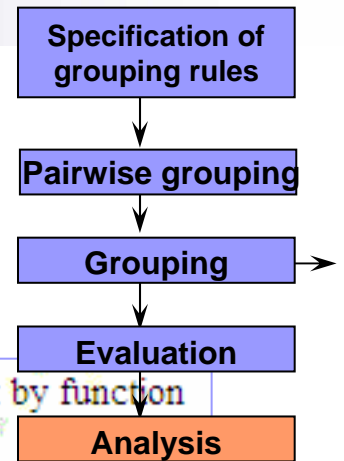 Specification of
grouping rules
Pairwise grouping
Grouping
Evaluation
by function
Analysis